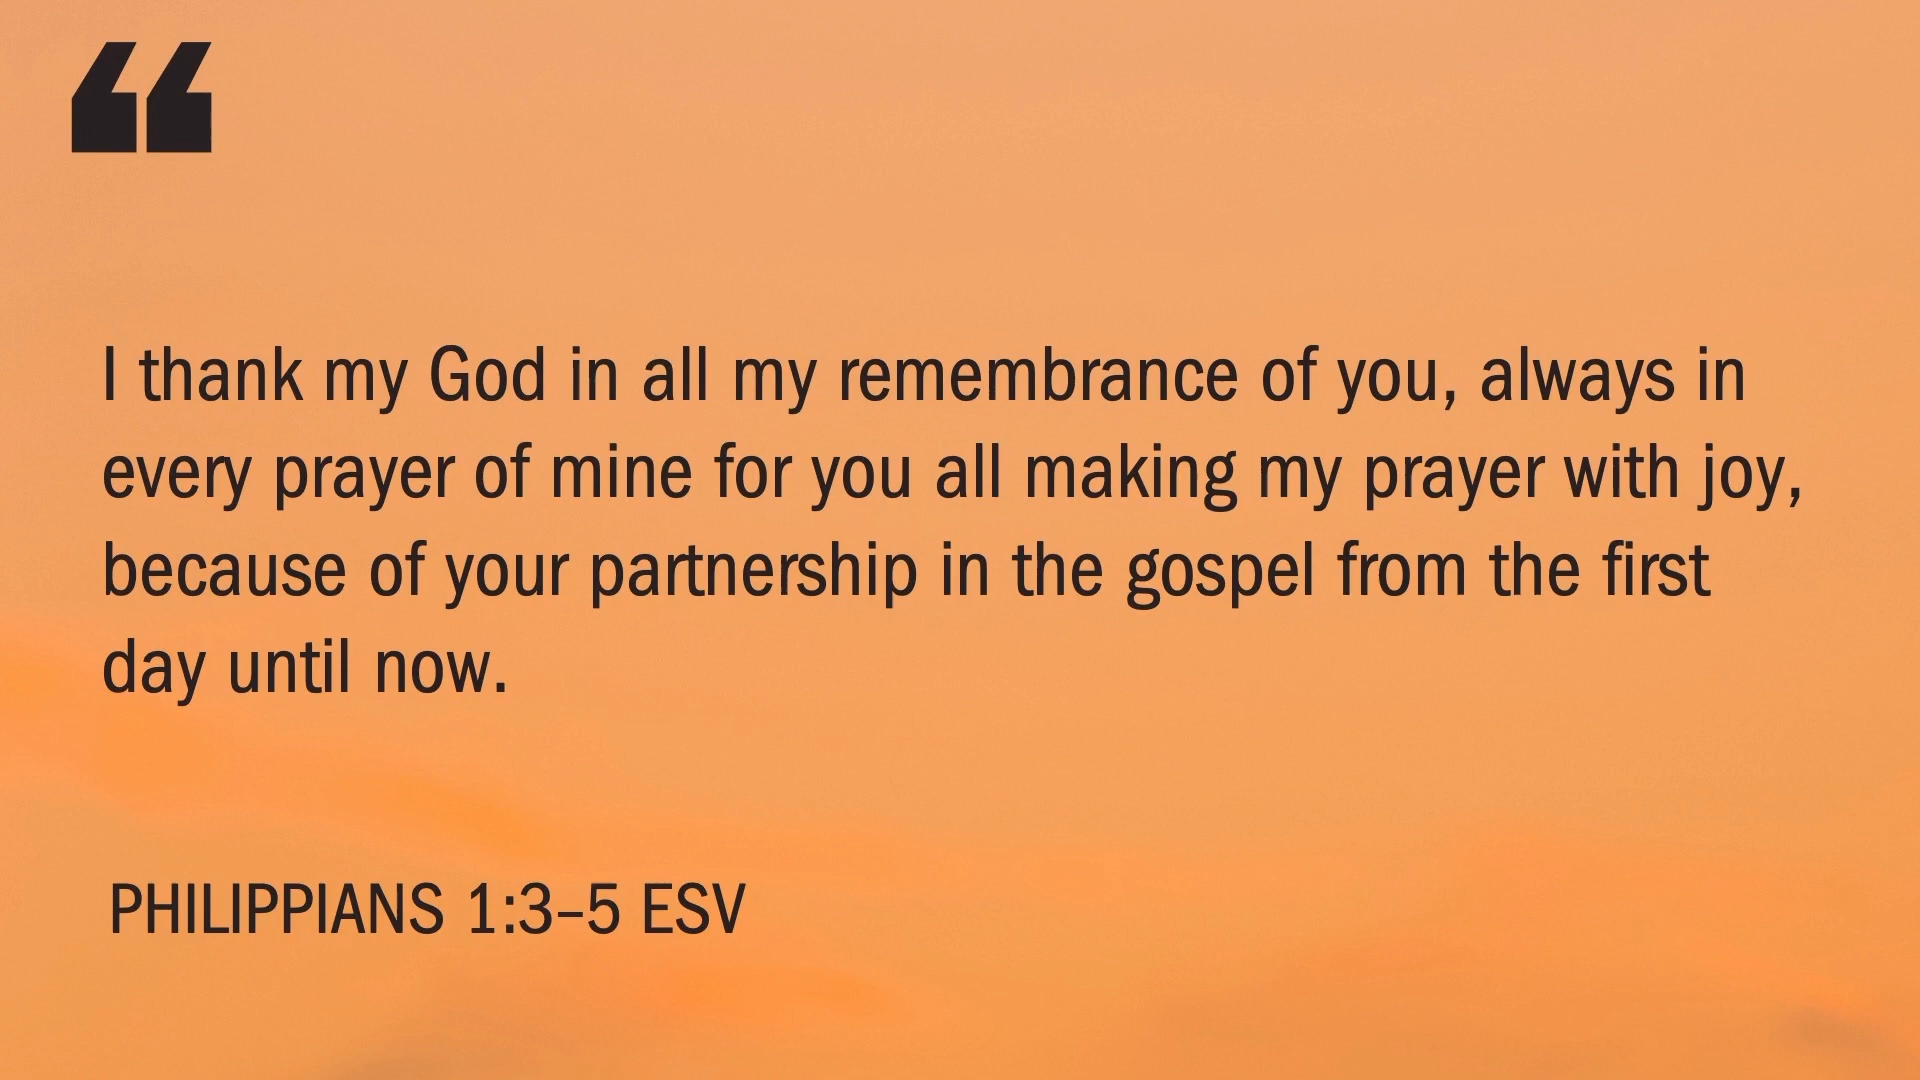 “
I thank my God in all my remembrance of you, always in
every prayer of mine for you all making my prayer with joy,
because of your partnership in the gospel from the first
day until now.
PHILIPPIANS 1:3–5 ESV